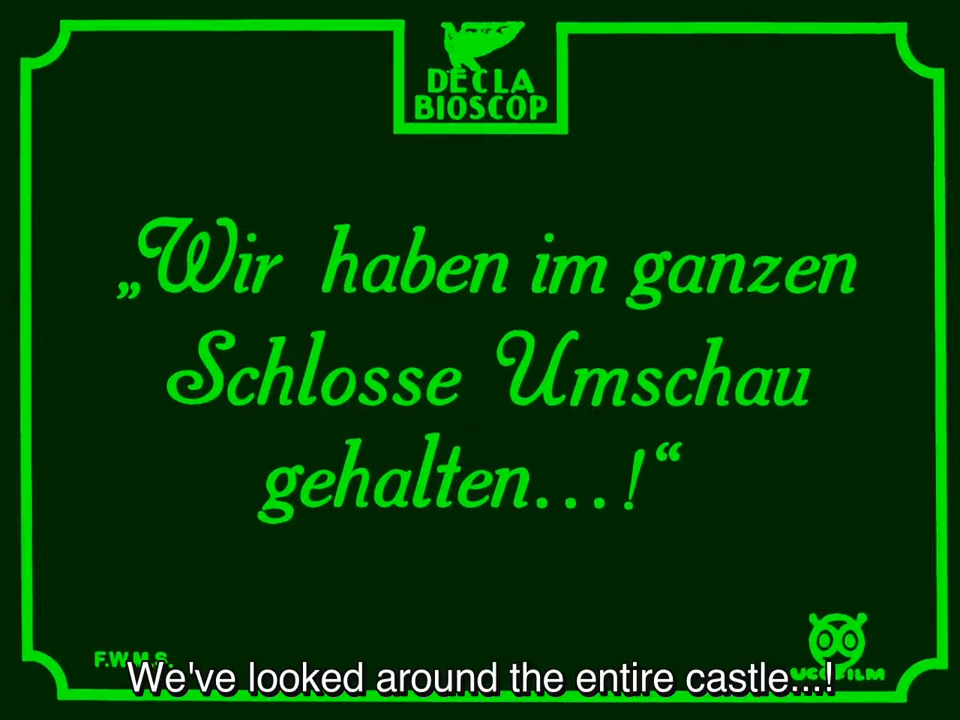 DECLA
BIOSCOP
„Wir haben im ganzen
Schlosse Umschau
gehalten...!“
F.W.M.S.
We've looked around the entire castle...!